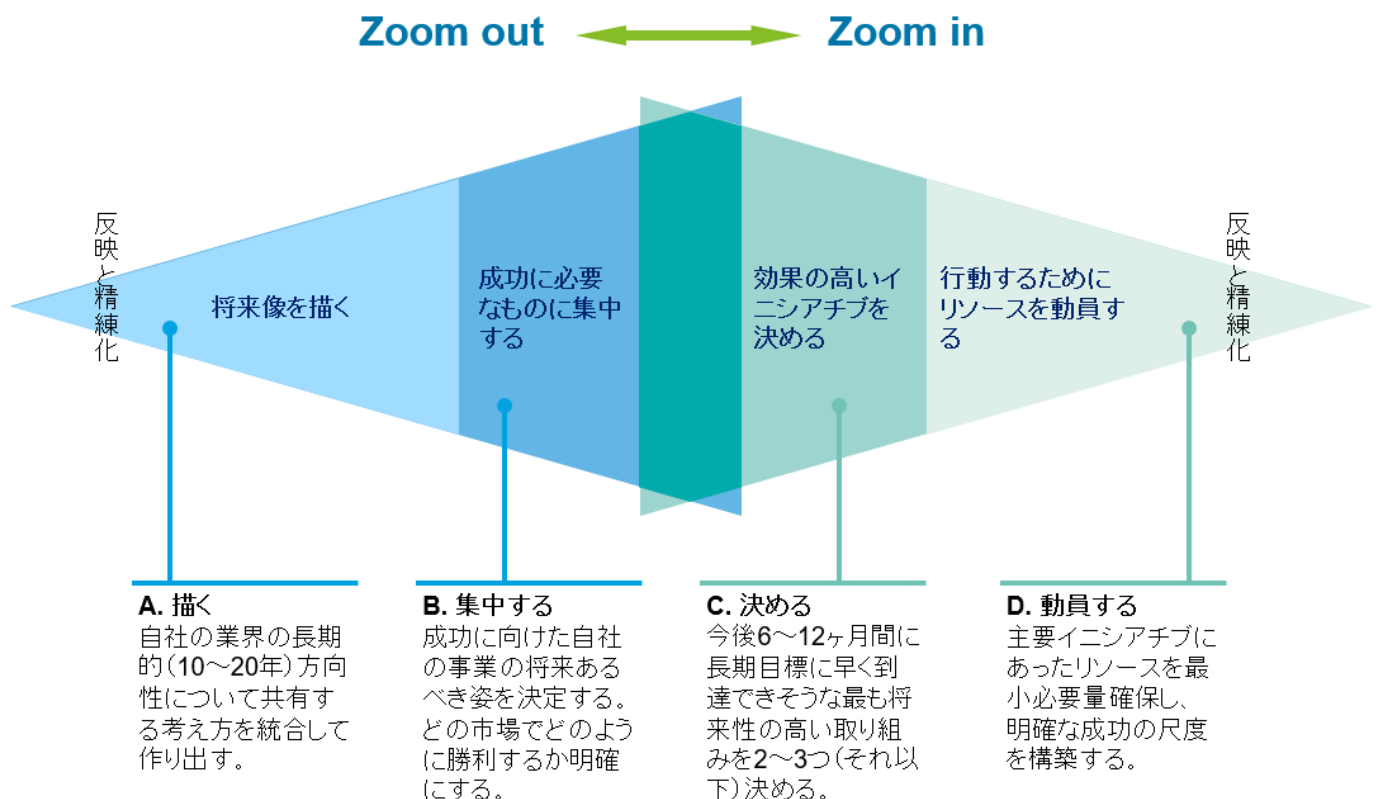 Zoom out
Zoom in
反映と精練化
将来像を描く
成功に必要
なものに集中
する
効果の高いイ
ニシアチブを
決める
行動するために
リソースを動員す
る
反映と精練化
A. 描く
自社の業界の長期
的(10～20年)方向
性について共有す
る考え方を統合して
作り出す。
B. 集中する
成功に向けた自社
の事業の将来ある
べき姿を決定する。
どの市場でどのよう
に勝利するか明確
にする。
C. 決める
今後6～12ヶ月間に
長期目標に早く到
達できそうな最も将
来性の高い取り組
みを2～3つ(それ以
下)決める。
D. 動員する
主要イニシアチブに
あったリソースを最
小必要量確保し、
明確な成功の尺度
を構築する。